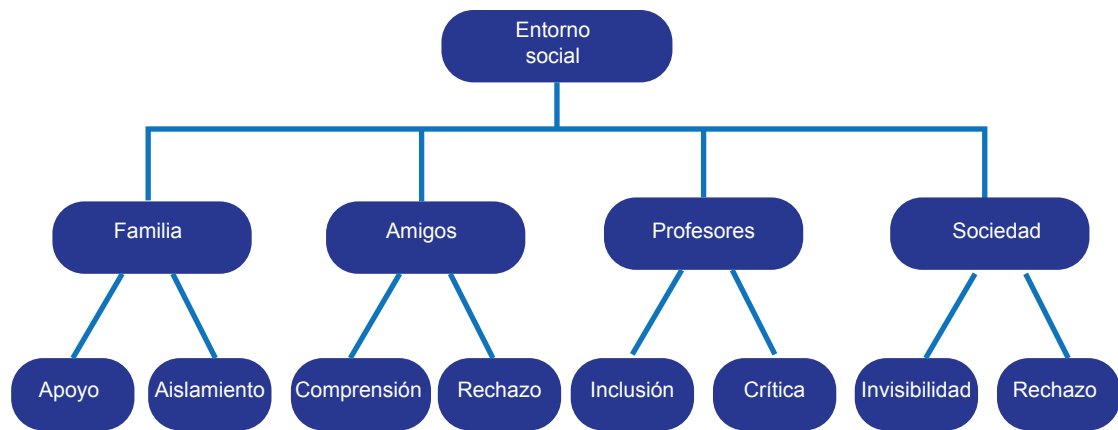 Entorno
social
Familia
Amigos
Profesores
Sociedad
Apoyo
Aislamiento
Comprensión
Rechazo
Inclusión
Crítica
Invisibilidad
Rechazo